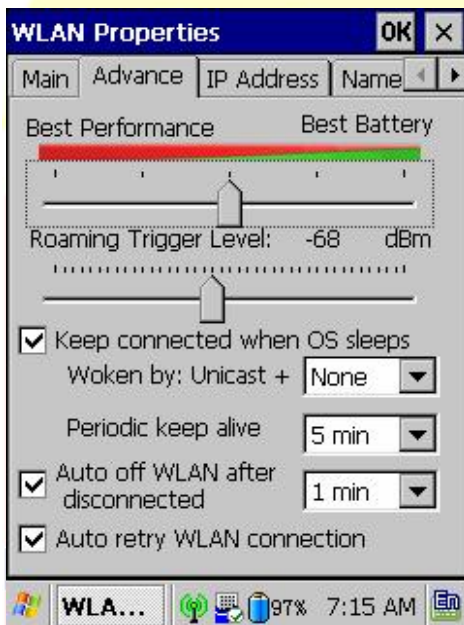 WLAN Properties OK ×
Main Advance IP Address Name
Best Performance Best Battery
Roaming Trigger Level: -68 dBm
Keep connected when OS sleeps
Woken by: Unicast + None
Periodic keep alive 5 min
Auto off WLAN after
disconnected 1 min
Auto retry WLAN connection
WLA... 97% 7:15 AM En